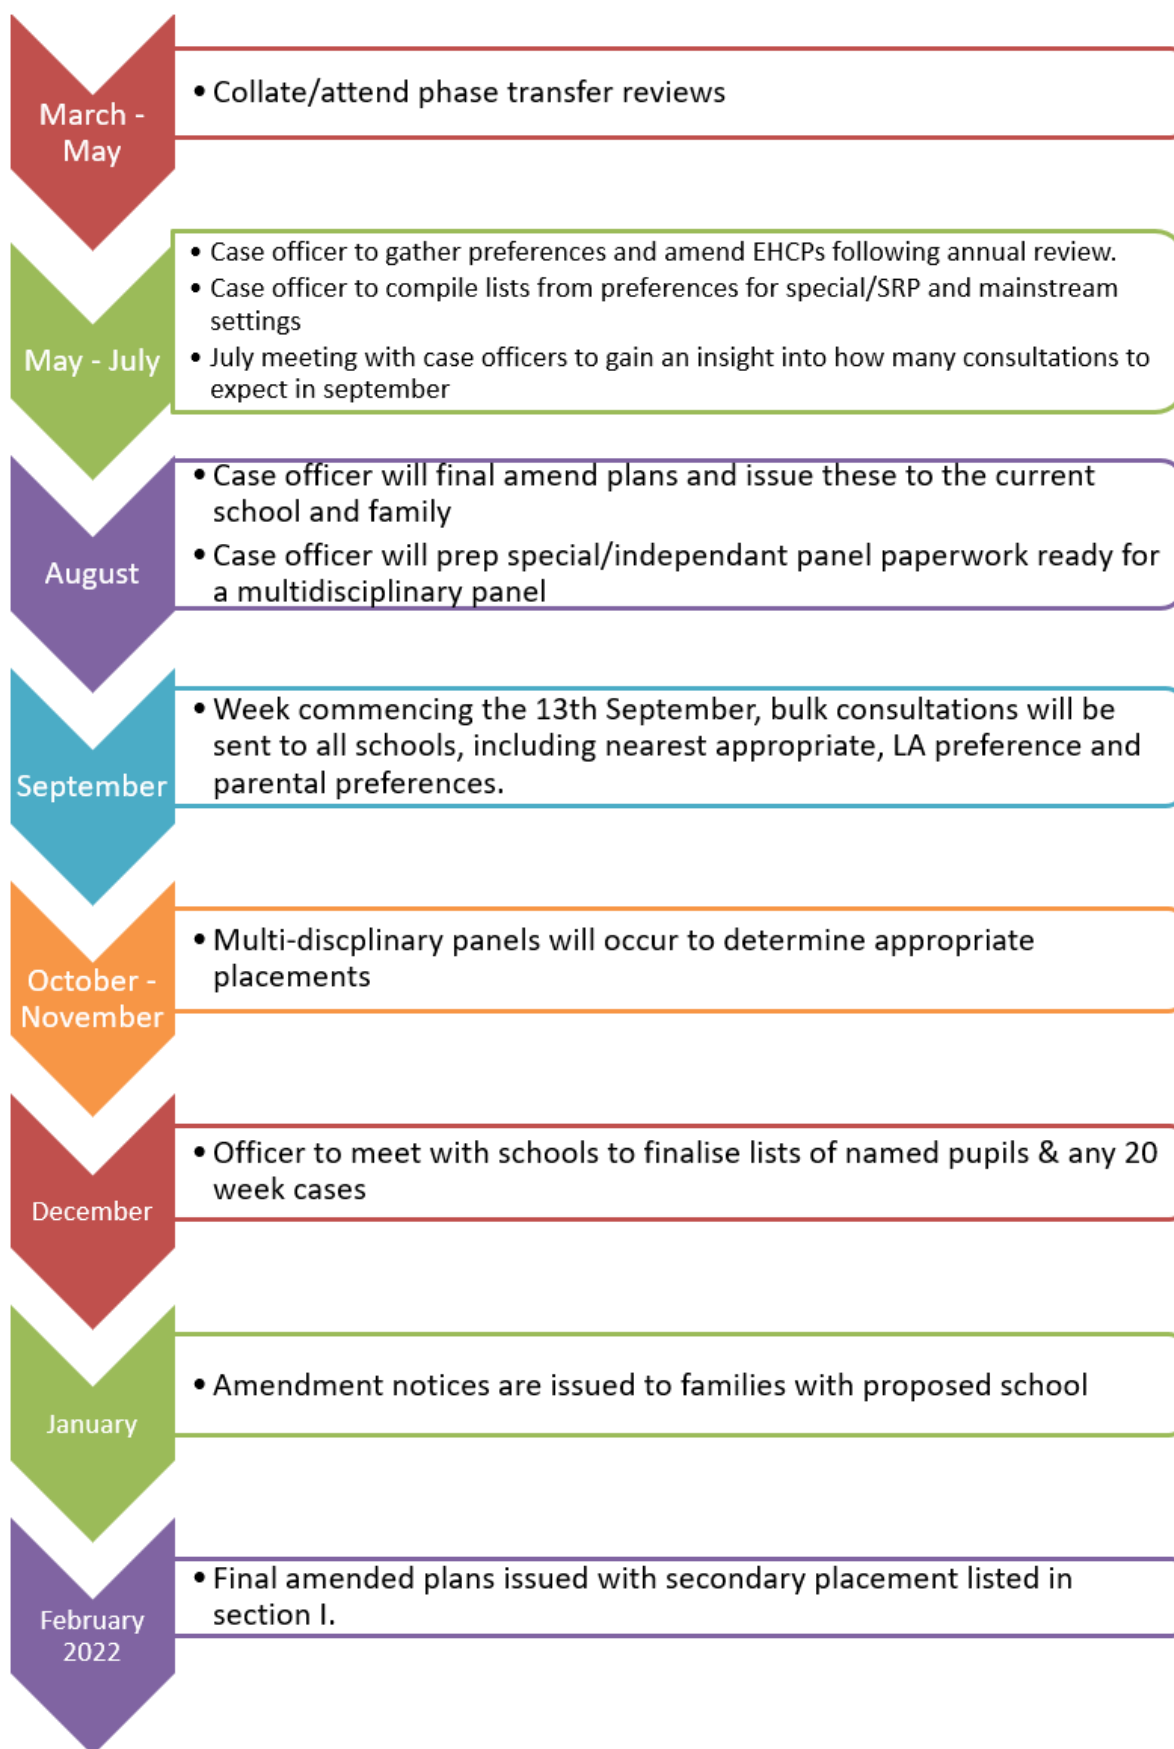 March -
May
• Collate/attend phase transfer reviews
May - July
• Case officer to gather preferences and amend EHCPs following annual review.
• Case officer to compile lists from preferences for special/SRP and mainstream
settings
• July meeting with case officers to gain an insight into how many consultations to
expect in september
August
• Case officer will final amend plans and issue these to the current
school and family
• Case officer will prep special/independant panel paperwork ready for
a multidisciplinary panel
September
• Week commencing the 13th September, bulk consultations will be
sent to all schools, including nearest appropriate, LA preference and
parental preferences.
October -
November
• Multi-discplinary panels will occur to determine appropriate
placements
December
• Officer to meet with schools to finalise lists of named pupils & any 20
week cases
January
• Amendment notices are issued to families with proposed school
February
2022
• Final amended plans issued with secondary placement listed in
section I.